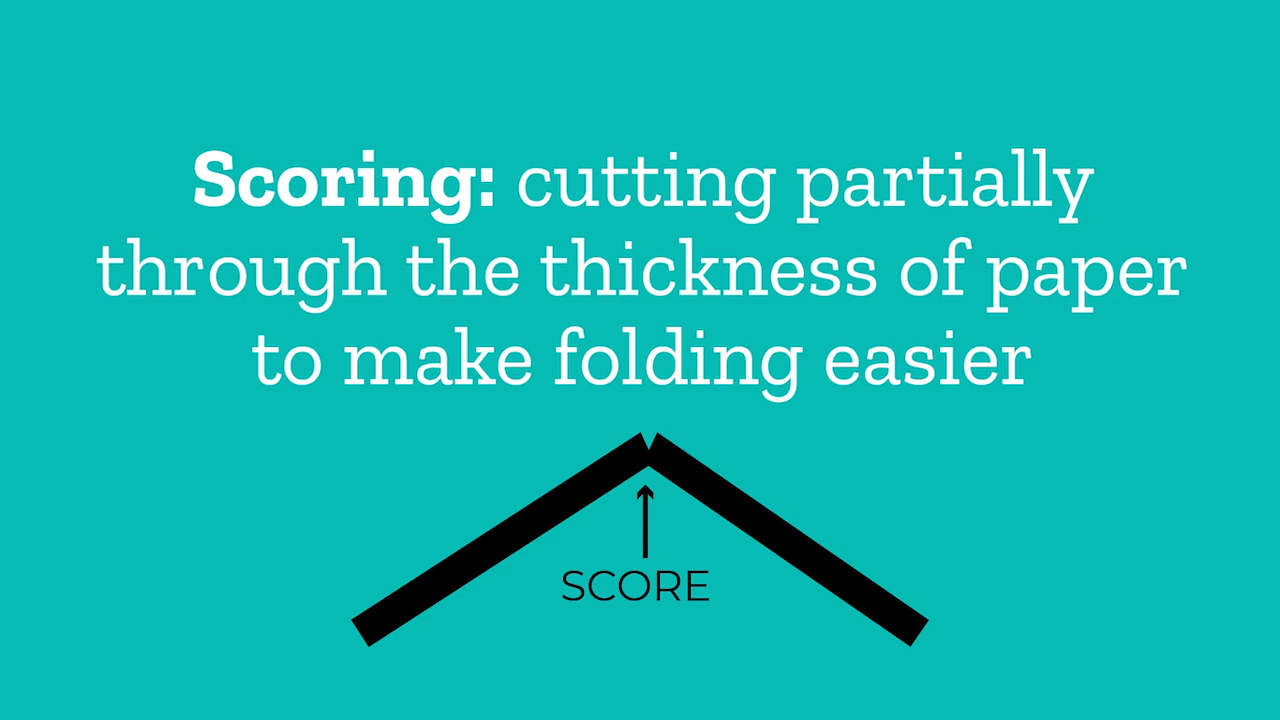 Scoring: cutting partially
through the thickness of paper
to make folding easier
SCORE